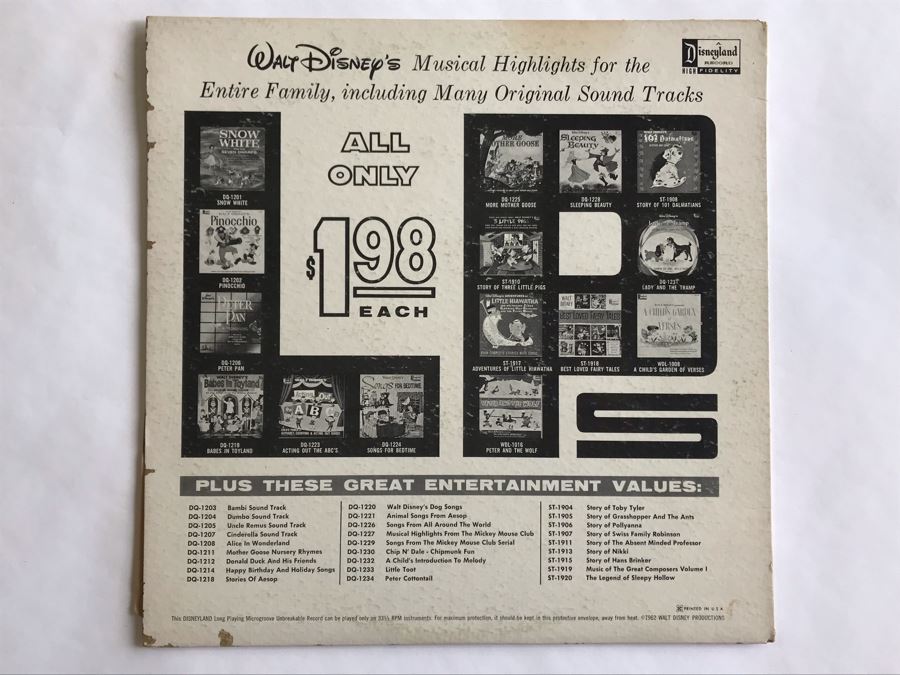 WALT DISNEY'S Musical Highlights for the
Entire Family, including Many Original Sound Tracks
Disneyland
RECORD
HIGH FIDELITY
ALL
ONLY
$1.98
EACH
SNOW
WHITE
DQ-1201
SNOW WHITE
Pinocchio
DQ-1202
PINOCCHIO
PETER
PAN
DQ-1206
PETER PAN
Babes in Toyland
DQ-1219
BABES IN TOYLAND
ABC
DQ-1223
ACTING OUT THE ABC'S
SONGS FOR BEDTIME
DQ-1224
SONGS FOR BEDTIME
MOTHER GOOSE
DQ-1225
MORE MOTHER GOOSE
SLEEPING
BEAUTY
DQ-1228
SLEEPING BEAUTY
101 Dalmatians
ST-1908
STORY OF 101 DALMATIANS
ST-1910
STORY OF THREE LITTLE PIGS
DQ-1231
LADY AND THE TRAMP
LITTLE HIAWATHA
ST-1917
ADVENTURES OF LITTLE HIAWATHA
BEST LOVED FAIRY TALES
ST-1918
BEST LOVED FAIRY TALES
A CHILD'S GARDEN
of
VERSES
WDL-1008
A CHILD'S GARDEN OF VERSES
WDL-1016
PETER AND THE WOLF
LPS
PLUS THESE GREAT ENTERTAINMENT VALUES:
DQ-1203 Bambi Sound Track
DQ-1204 Dumbo Sound Track
DQ-1205 Uncle Remus Sound Track
DQ-1207 Cinderella Sound Track
DQ-1208 Alice In Wonderland
DQ-1211 Mother Goose Nursery Rhymes
DQ-1212 Donald Duck And His Friends
DQ-1214 Happy Birthday And Holiday Songs
DQ-1218 Stories Of Aesop
DQ-1220 Walt Disney's Dog Songs
DQ-1221 Animal Songs From Aesop
DQ-1226 Songs From All Around The World
DQ-1227 Musical Highlights From The Mickey Mouse Club
DQ-1229 Songs From The Mickey Mouse Club Serial
DQ-1230 Chip N' Dale - Chipmunk Fun
DQ-1232 A Child's Introduction To Melody
DQ-1233 Little Toot
DQ-1234 Peter Cottontail
ST-1904 Story of Toby Tyler
ST-1905 Story of Grasshopper And The Ants
ST-1906 Story of Pollyanna
ST-1907 Story of Swiss Family Robinson
ST-1911 Story of The Absent Minded Professor
ST-1913 Story of Nikki
ST-1915 Story of Hans Brinker
ST-1919 Music of The Great Composers Volume I
ST-1920 The Legend of Sleepy Hollow
PRINTED IN U S A
This DISNEYLAND Long Playing Microgroove Unbreakable Record can be played only on 33⅓ RPM instruments. For maximum protection, it should be kept in this protective envelope, away from heat. ©1962 WALT DISNEY PRODUCTIONS